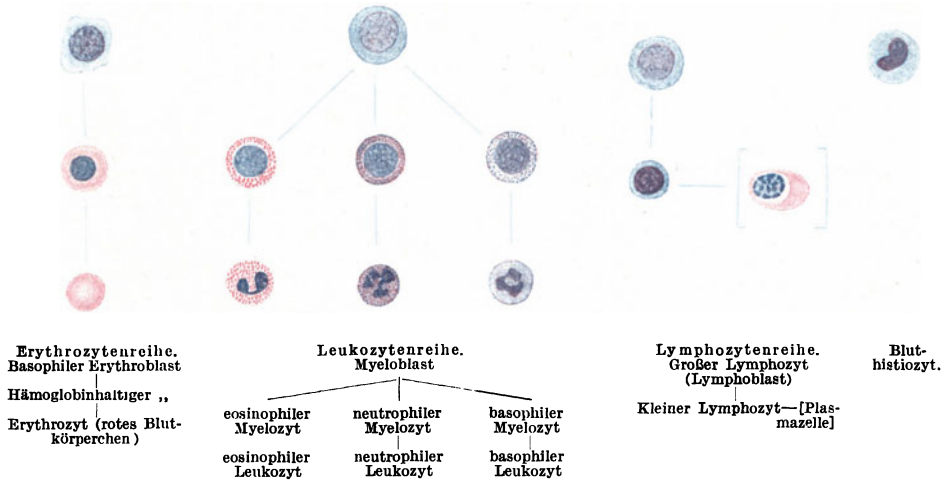 Erythrozytenreihe.
Basophiler Erythroblast
Hämoglobinhaltiger „
Erythrozyt (rotes Blut-
körperchen)
Leukozytenreihe.
Myeloblast
eosinophiler
Myelozyt
neutrophiler
Myelozyt
basophiler
Myelozyt
eosinophiler
Leukozyt
neutrophiler
Leukozyt
basophiler
Leukozyt
Lymphozytenreihe.
Großer Lymphozyt
(Lymphoblast)
Kleiner Lymphozyt—[Plas-
mazelle]
Blut-
histiozyt.